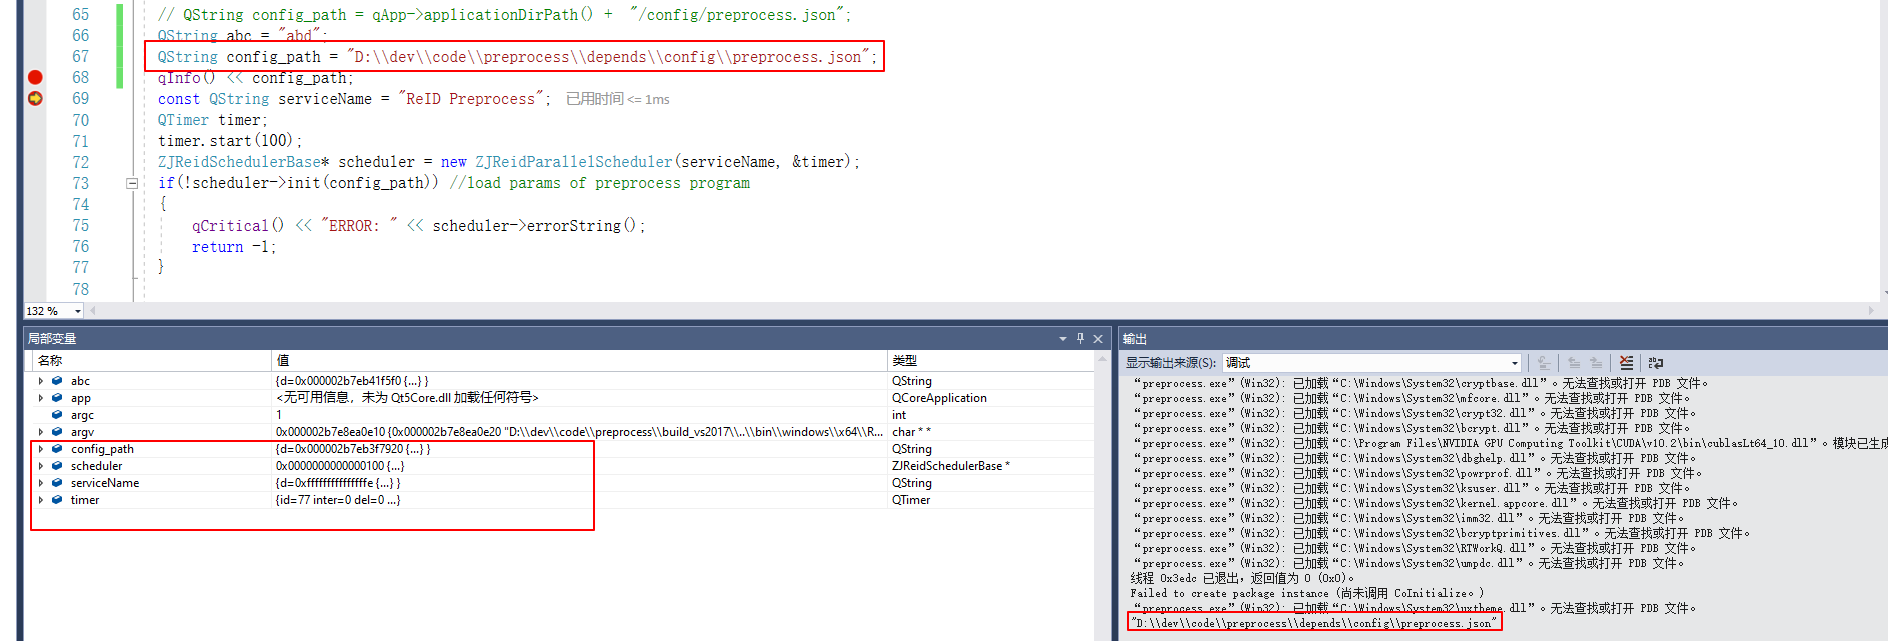 65 // QString config_path = qApp->applicationDirPath() + "/config/preprocess.json";
66 QString abc = "abd";
67 QString config_path = "D:\\dev\\code\\preprocess\\depends\\config\\preprocess.json";
68 qInfo() << config_path;
69 const QString serviceName = "ReID Preprocess"; 已用时间 <= 1ms
70 QTimer timer;
71 timer.start(100);
72 ZJReidSchedulerBase* scheduler = new ZJReidParallelScheduler(serviceName, &timer);
73 if(!scheduler->init(config_path)) //load params of preprocess program
74 {
75 qCritical() << "ERROR: " << scheduler->errorString();
76 return -1;
77 }
78
132 %
局部变量
名称 值 类型
abc {d=0x000002b7eb41f5f0 {...} } QString
app <无可用信息，未为 Qt5Core.dll 加载任何符号> QCoreApplication
argc 1 int
argv 0x000002b7e8ea0e10 {0x000002b7e8ea0e20 "D:\\dev\\code\\preprocess\\build_vs2017\\..\\bin\\windows\\x64\\R... char * *
config_path {d=0x000002b7eb3f7920 {...} } QString
scheduler 0x0000000000000100 {...} ZJReidSchedulerBase *
serviceName {d=0xfffffffffffffffe {...} } QString
timer {id=77 inter=0 del=0 ...} QTimer
输出
显示输出来源(S): 调试
“preprocess.exe”(Win32): 已加载“C:\Windows\System32\cryptbase.dll”。无法查找或打开 PDB 文件。
“preprocess.exe”(Win32): 已加载“C:\Windows\System32\mfcore.dll”。无法查找或打开 PDB 文件。
“preprocess.exe”(Win32): 已加载“C:\Windows\System32\crypt32.dll”。无法查找或打开 PDB 文件。
“preprocess.exe”(Win32): 已加载“C:\Windows\System32\bcrypt.dll”。无法查找或打开 PDB 文件。
“preprocess.exe”(Win32): 已加载“C:\Program Files\NVIDIA GPU Computing Toolkit\CUDA\v10.2\bin\cublasLt64_10.dll”。模块已生成
“preprocess.exe”(Win32): 已加载“C:\Windows\System32\dbghelp.dll”。无法查找或打开 PDB 文件。
“preprocess.exe”(Win32): 已加载“C:\Windows\System32\powrprof.dll”。无法查找或打开 PDB 文件。
“preprocess.exe”(Win32): 已加载“C:\Windows\System32\ksuser.dll”。无法查找或打开 PDB 文件。
“preprocess.exe”(Win32): 已加载“C:\Windows\System32\kernel.appcore.dll”。无法查找或打开 PDB 文件。
“preprocess.exe”(Win32): 已加载“C:\Windows\System32\imm32.dll”。无法查找或打开 PDB 文件。
“preprocess.exe”(Win32): 已加载“C:\Windows\System32\bcryptprimitives.dll”。无法查找或打开 PDB 文件。
“preprocess.exe”(Win32): 已加载“C:\Windows\System32\RTWorkQ.dll”。无法查找或打开 PDB 文件。
“preprocess.exe”(Win32): 已加载“C:\Windows\System32\umpdc.dll”。无法查找或打开 PDB 文件。
线程 0x3edc 已退出，返回值为 0 (0x0)。
Failed to create package instance (尚未调用 CoInitialize。)
“preprocess.exe”(Win32): 已加载“C:\Windows\System32\uxtheme.dll”。无法查找或打开 PDB 文件。
"D:\\dev\\code\\preprocess\\depends\\config\\preprocess.json"